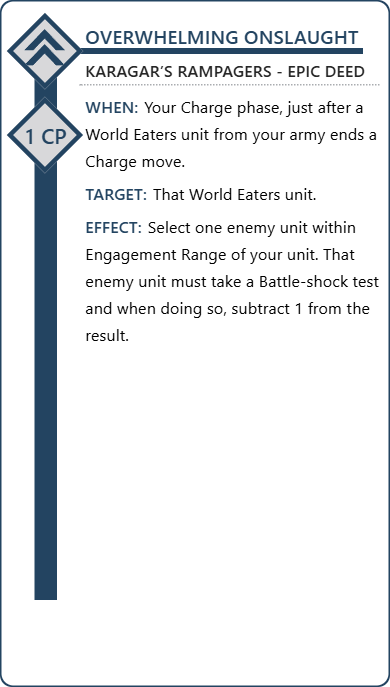 OVERWHELMING ONSLAUGHT
KARAGAR’S RAMPAGERS - EPIC DEED
1 CP
WHEN: Your Charge phase, just after a
World Eaters unit from your army ends a
Charge move.
TARGET: That World Eaters unit.
EFFECT: Select one enemy unit within
Engagement Range of your unit. That
enemy unit must take a Battle-shock test
and when doing so, subtract 1 from the
result.